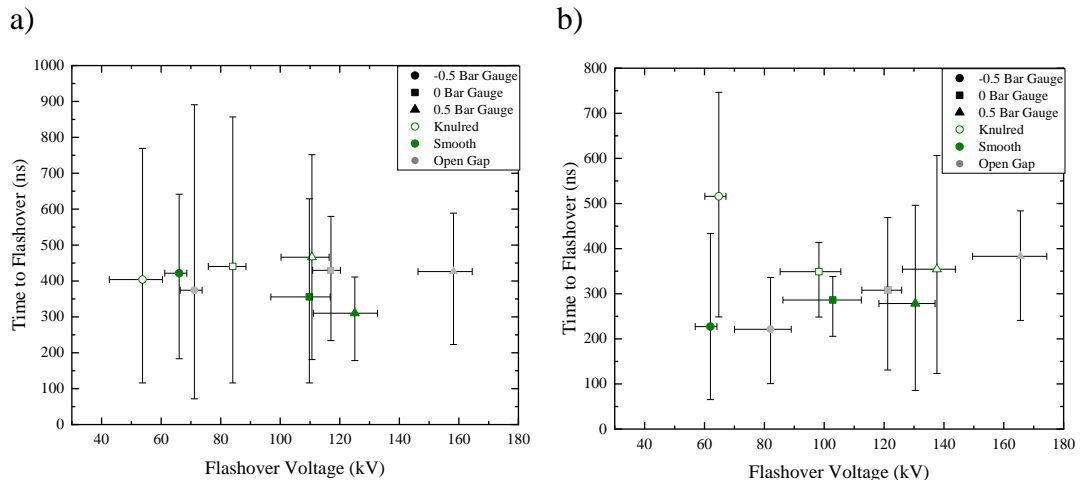 a)
1000
900
800
700
600
500
400
300
200
100
0
Time to Flashover (ns)
40 60 80 100 120 140 160 180
Flashover Voltage (kV)
-0.5 Bar Gauge
0 Bar Gauge
0.5 Bar Gauge
Knulred
Smooth
Open Gap
b)
800
700
600
500
400
300
200
100
0
Time to Flashover (ns)
40 60 80 100 120 140 160 180
Flashover Voltage (kV)
-0.5 Bar Gauge
0 Bar Gauge
0.5 Bar Gauge
Knulred
Smooth
Open Gap